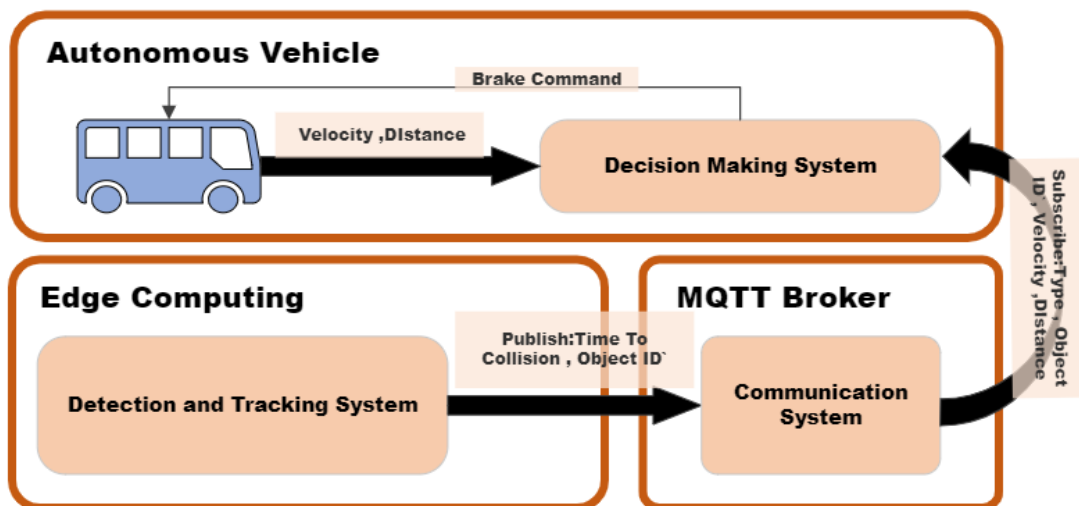 Autonomous Vehicle
Brake Command
Velocity ,DIstance
Decision Making System
Subscribe:Type , Object
ID`, Velocity ,DIstance
Edge Computing
Publish:Time To
Collision , Object ID`
MQTT Broker
Detection and Tracking System
Communication
System